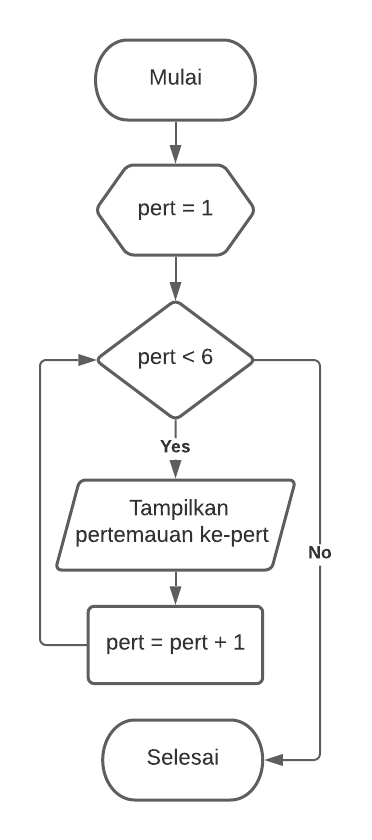 Mulai
pert = 1
pert < 6
Yes
Tampilkan
pertemauan ke-pert
No
pert = pert + 1
Selesai